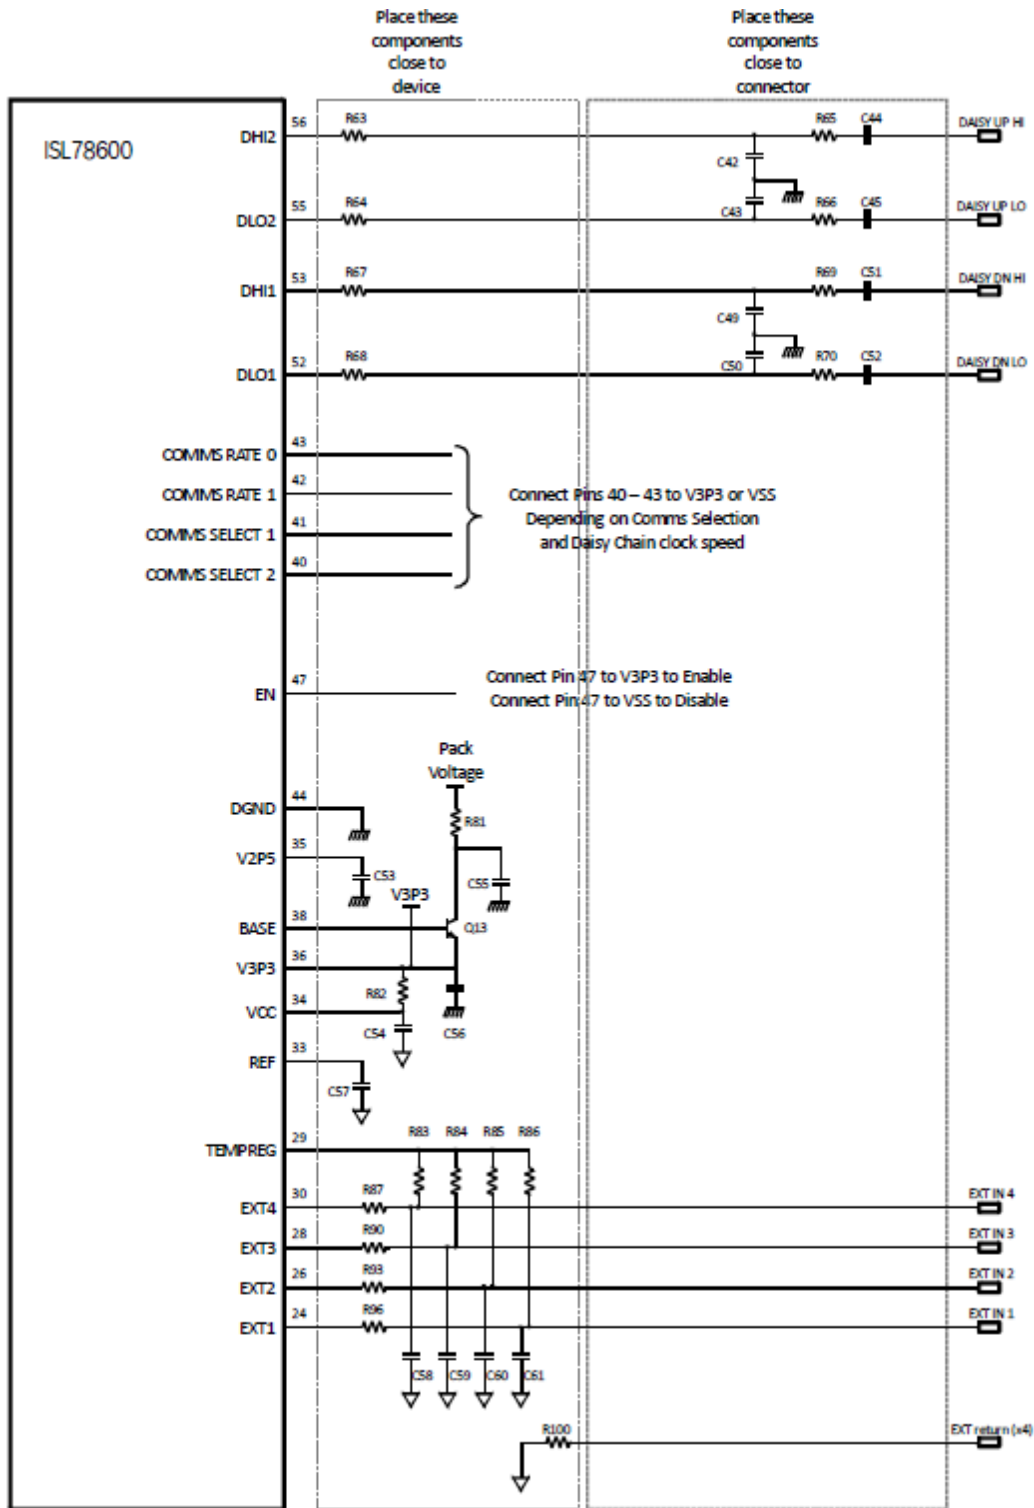 Place these
components
close to
device
Place these
components
close to
connector
ISL78600
DHI2
56
R63
R65
C44
DAISY UP HI
C42
DLO2
55
R64
C43
R66
C45
DAISY UP LO
DHI1
53
R67
R69
C51
DAISY DN HI
C49
DLO1
52
R68
C50
R70
C52
DAISY DN LO
COMMS RATE 0
43
COMMS RATE 1
42
COMMS SELECT 1
41
COMMS SELECT 2
40
Connect Pins 40 – 43 to V3P3 or VSS
Depending on Comms Selection
and Daisy Chain clock speed
EN
47
Connect Pin 47 to V3P3 to Enable
Connect Pin 47 to VSS to Disable
Pack
Voltage
R81
DGND
44
V2P5
35
C53
C55
V3P3
BASE
38
Q13
V3P3
36
R82
VCC
34
C54
C56
REF
33
C57
TEMPREG
29
R83
R84
R85
R86
EXT4
30
R87
EXT IN 4
EXT3
28
R90
EXT IN 3
EXT2
26
R93
EXT IN 2
EXT1
24
R96
EXT IN 1
C58
C59
C60
C61
R100
EXT return (x4)